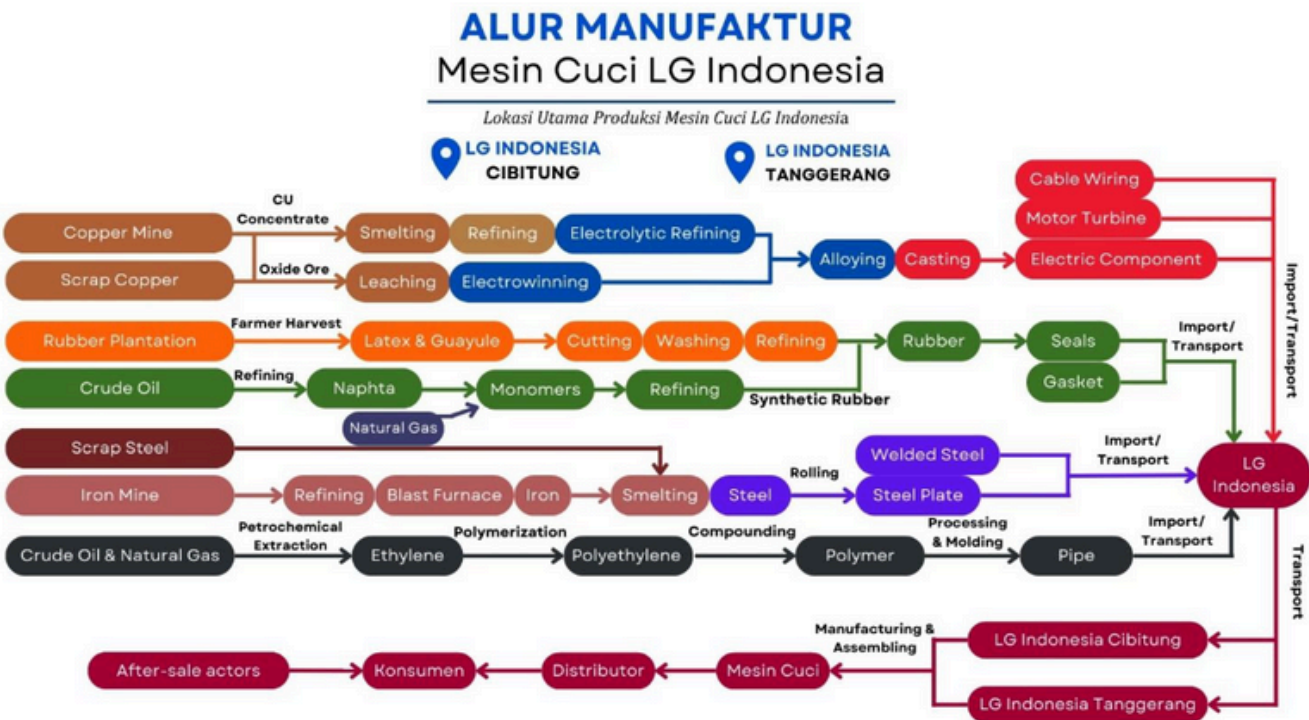 ALUR MANUFAKTUR
Mesin Cuci LG Indonesia
Lokasi Utama Produksi Mesin Cuci LG Indonesia
LG INDONESIA
CIBITUNG
LG INDONESIA
TANGGERANG
Copper Mine
CU
Concentrate
Smelting
Refining
Electrolytic Refining
Scrap Copper
Oxide Ore
Leaching
Electrowinning
Alloying
Casting
Cable Wiring
Motor Turbine
Electric Component
Import/Transport
Rubber Plantation
Farmer Harvest
Latex & Guayule
Cutting
Washing
Refining
Rubber
Seals
Gasket
Import/
Transport
Crude Oil
Refining
Naphta
Natural Gas
Monomers
Refining
Synthetic Rubber
Scrap Steel
Iron Mine
Refining
Blast Furnace
Iron
Smelting
Steel
Rolling
Welded Steel
Steel Plate
Import/
Transport
LG
Indonesia
Crude Oil & Natural Gas
Petrochemical
Extraction
Ethylene
Polymerization
Polyethylene
Compounding
Polymer
Processing
& Molding
Pipe
Import/
Transport
Transport
LG Indonesia Cibitung
LG Indonesia Tanggerang
Manufacturing &
Assembling
Mesin Cuci
Distributor
Konsumen
After-sale actors